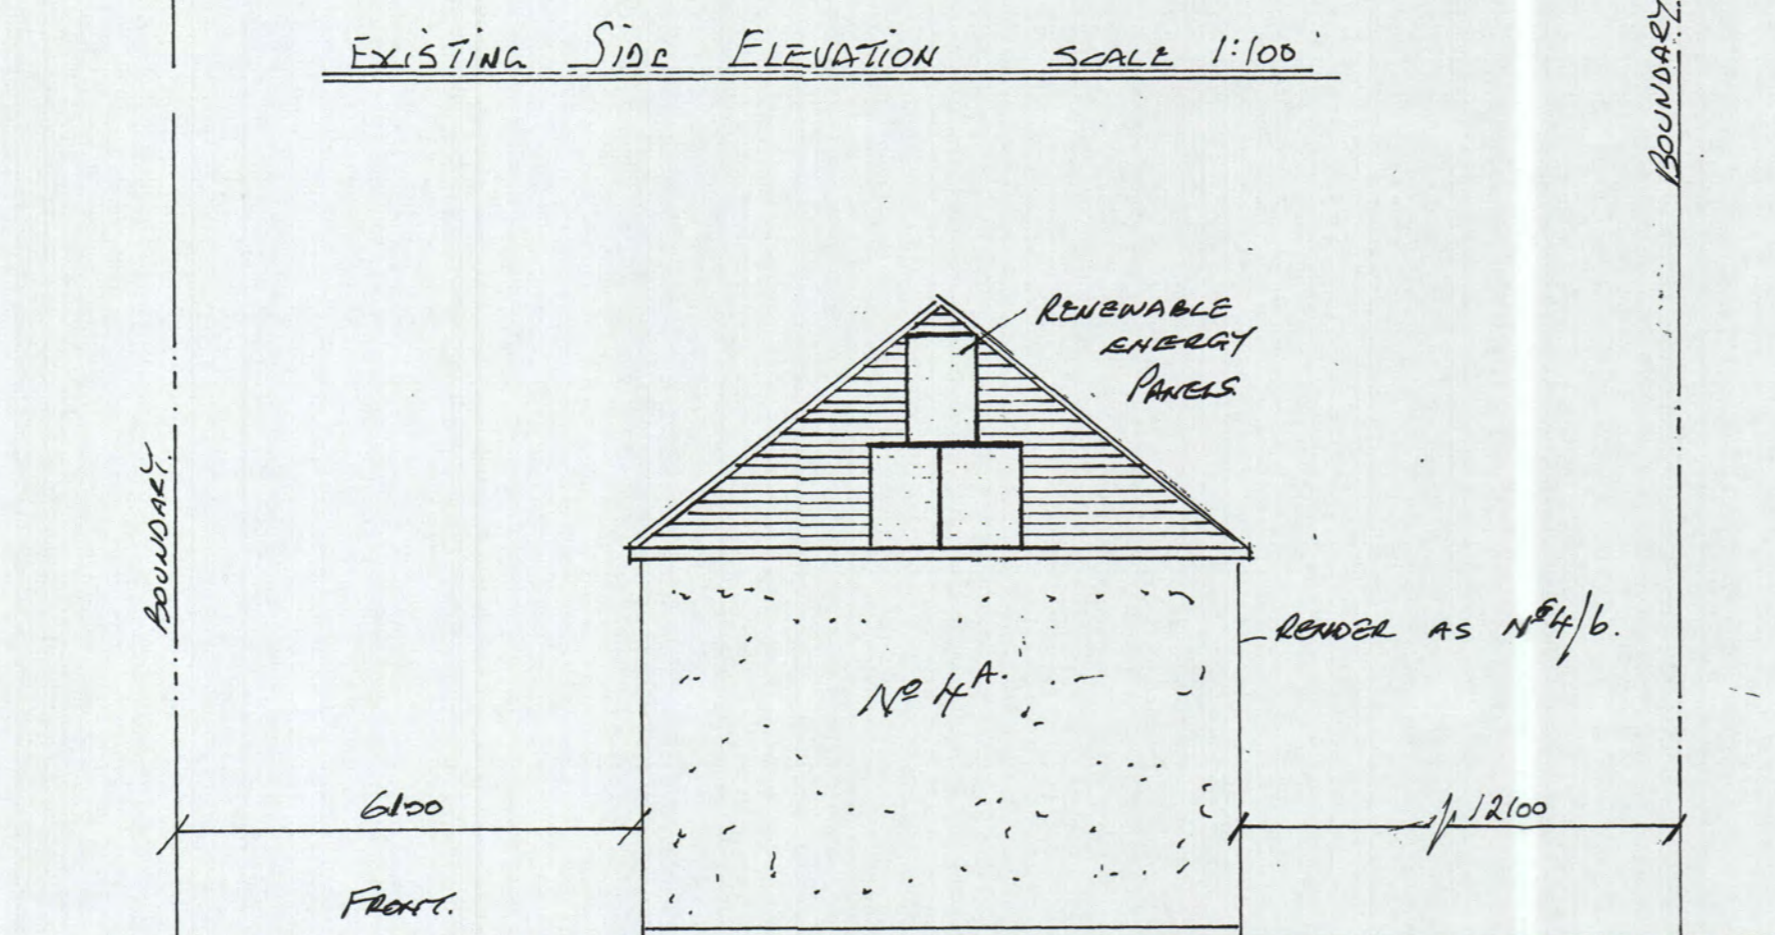 EXISTING SIDE ELEVATION SCALE 1:100
BOUNDARY.
BOUNDARY.
RENEWABLE
ENERGY
PANELS.
RENDER AS Nos 4/6.
No 4A.
6100
12100
FRONT.